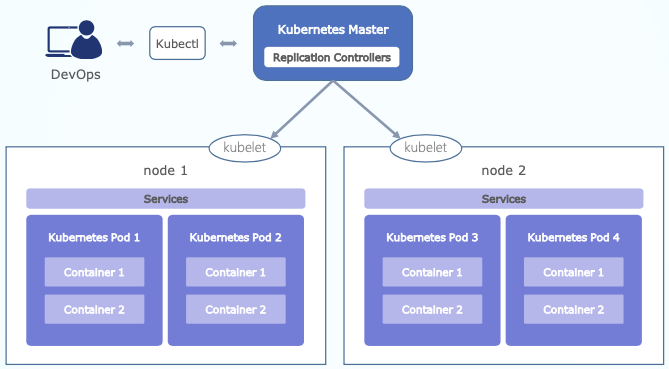 Kubernetes Master
Kubectl
Replication Controllers
DevOps
kubelet
kubelet
node 1
node 2
Services
Services
Kubernetes Pod 1
Kubernetes Pod 2
Kubernetes Pod 3
Kubernetes Pod 4
Container 1
Container 1
Container 1
Container 1
Container 2
Container 2
Container 2
Container 2